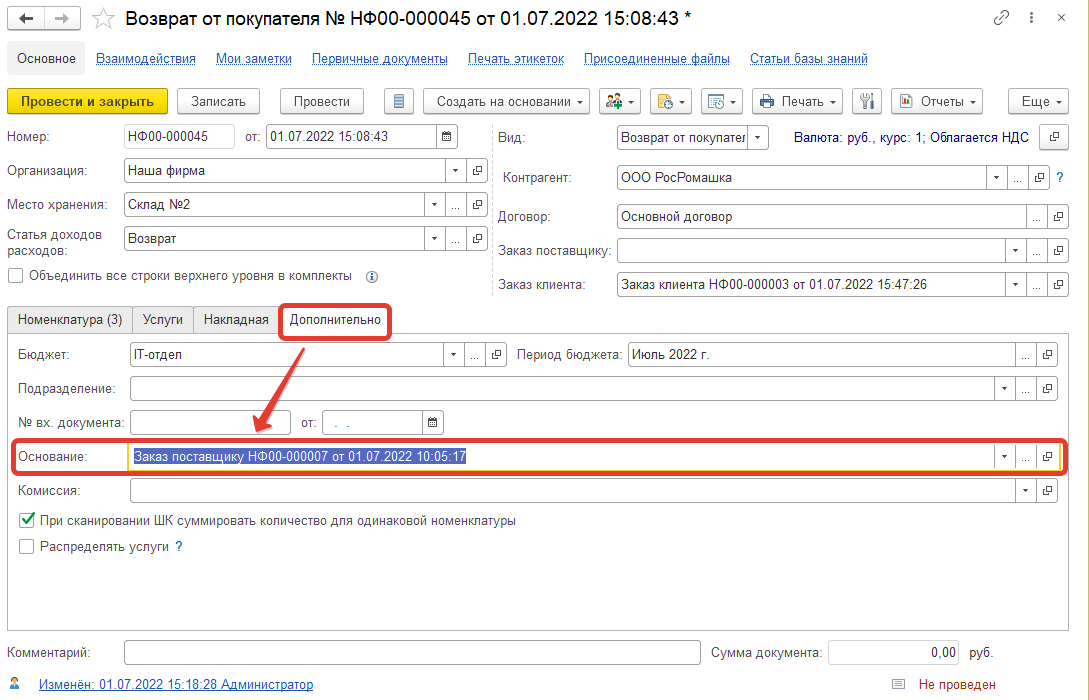 Возврат от покупателя № НФ00-000045 от 01.07.2022 15:08:43 *
Основное Взаимодействия Мои заметки Первичные документы Печать этикеток Присоединенные файлы Статьи базы знаний
Провести и закрыть Записать Провести Создать на основании Печать Отчеты Еще
Номер: НФ00-000045 от: 01.07.2022 15:08:43 Вид: Возврат от покупател Валюта: руб., курс: 1; Облагается НДС
Организация: Наша фирма Контрагент: ООО РосРомашка ... ?
Место хранения: Склад №2 ... Договор: Основной договор ...
Статья доходов
расходов: Возврат ... Заказ поставщику: ...
Объединить все строки верхнего уровня в комплекты i Заказ клиента: Заказ клиента НФ00-000003 от 01.07.2022 15:47:26 ...
Номенклатура (3) Услуги Накладная Дополнительно
Бюджет: IT-отдел ... Период бюджета: Июль 2022 г. ...
Подразделение: ...
№ вх. документа: от: . .
Основание: Заказ поставщику НФ00-000007 от 01.07.2022 10:05:17 ...
Комиссия:
При сканировании ШК суммировать количество для одинаковой номенклатуры
Распределять услуги ?
Комментарий: Сумма документа: 0,00 руб.
Изменён: 01.07.2022 15:18:28 Администратор Не проведен